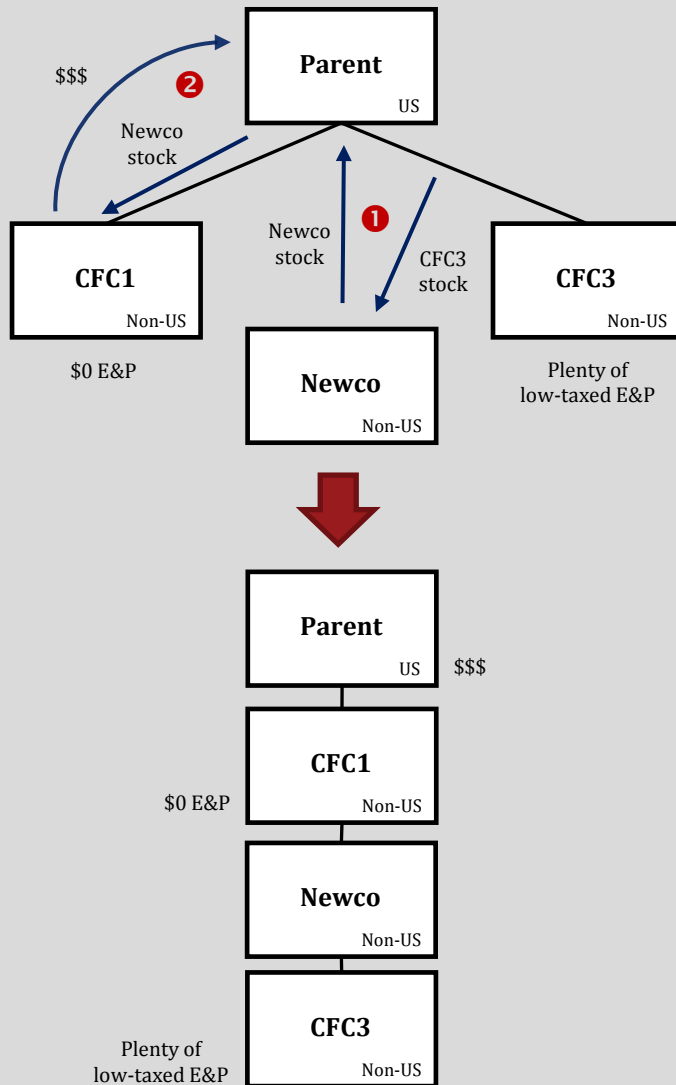 Parent
US
$$$
❷
Newco
stock
CFC1
Non-US
$0 E&P
Newco
stock
❶
CFC3
stock
CFC3
Non-US
Plenty of
low-taxed E&P
Newco
Non-US
Parent
US
$$$
CFC1
Non-US
$0 E&P
Newco
Non-US
CFC3
Non-US
Plenty of
low-taxed E&P